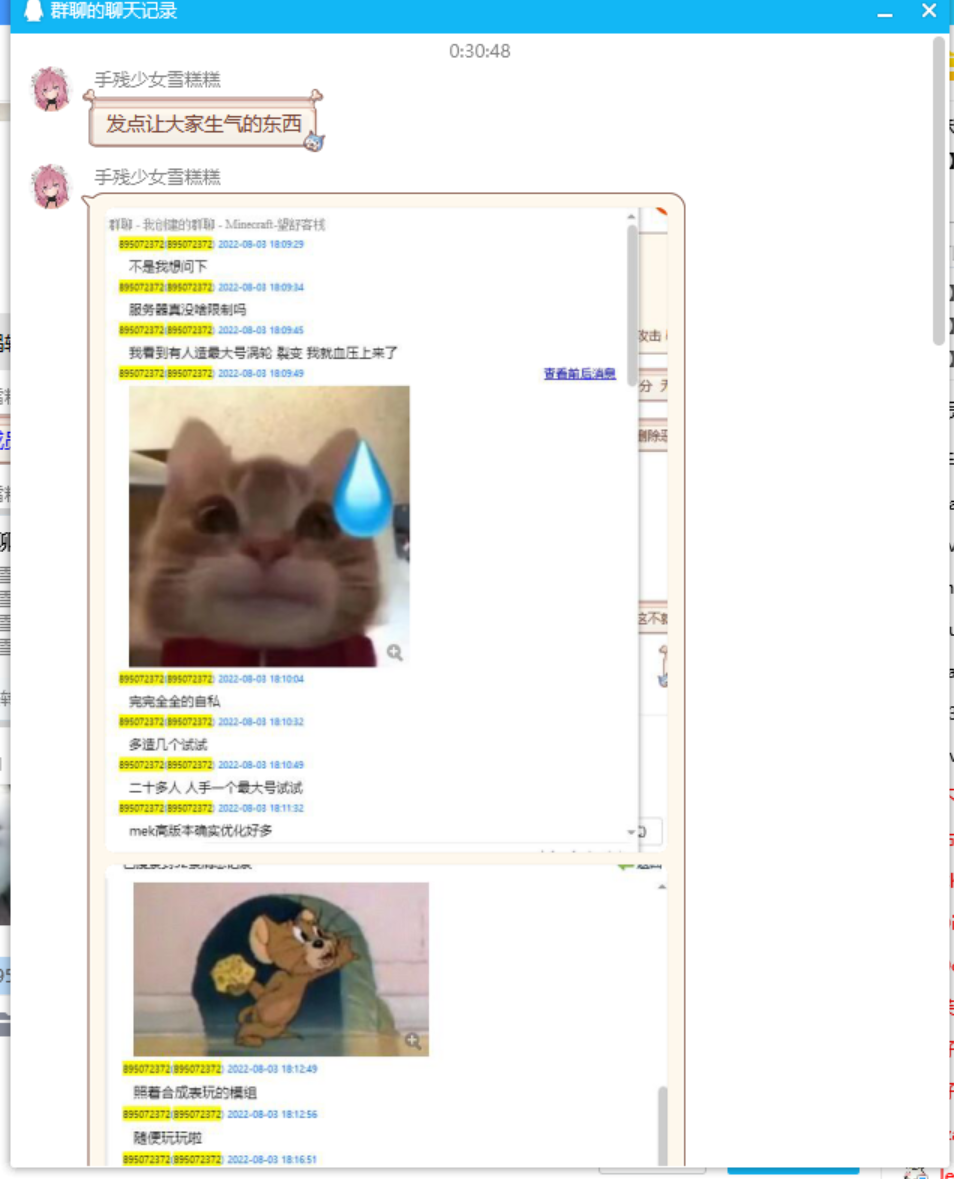 群聊的聊天记录
0:30:48
手残少女雪糕糕
发点让大家生气的东西
手残少女雪糕糕
群聊 - 我创建的群聊 - Minecraft-望好客栈
895072372(895072372) 2022-08-03 18:09:29
不是我想问下
895072372(895072372) 2022-08-03 18:09:34
服务器真没啥限制吗
895072372(895072372) 2022-08-03 18:09:45
我看到有人造最大号涡轮 裂变 我就血压上来了
895072372(895072372) 2022-08-03 18:09:49
查看前后消息
895072372(895072372) 2022-08-03 18:10:04
完完全全的自私
895072372(895072372) 2022-08-03 18:10:32
多造几个试试
895072372(895072372) 2022-08-03 18:10:49
二十多人 人手一个最大号试试
895072372(895072372) 2022-08-03 18:11:32
mek高版本确实优化好多
895072372(895072372) 2022-08-03 18:12:49
照着合成表玩的模组
895072372(895072372) 2022-08-03 18:12:56
随便玩玩啦
895072372(895072372) 2022-08-03 18:16:51
攻击
分 无
删除恶
这不就